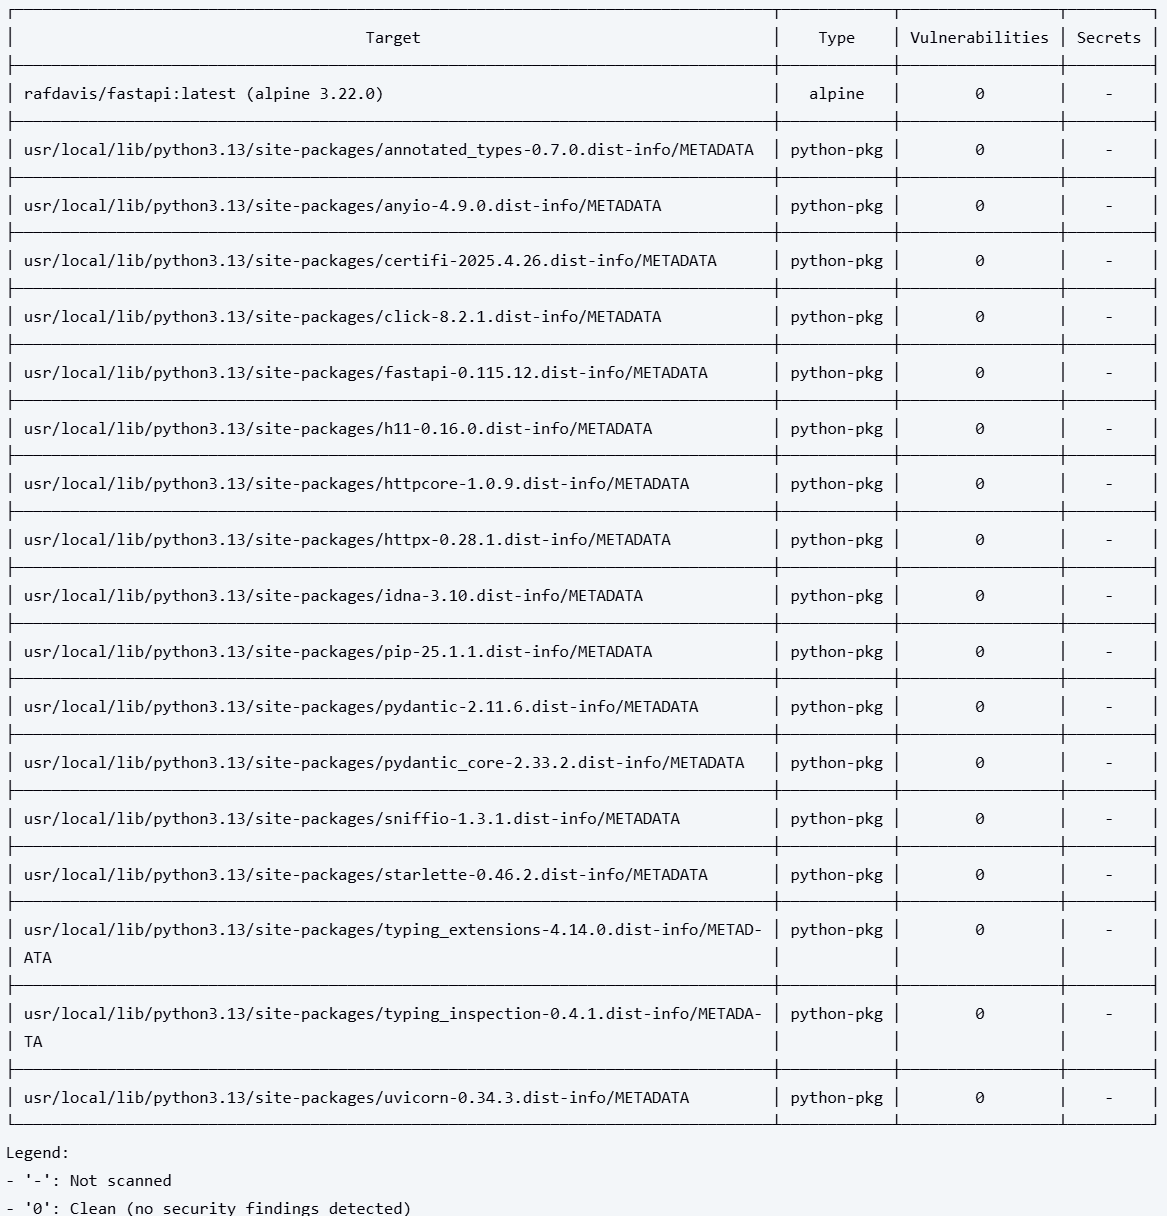 Target Type Vulnerabilities Secrets
rafdavis/fastapi:latest (alpine 3.22.0) alpine 0 -
usr/local/lib/python3.13/site-packages/annotated_types-0.7.0.dist-info/METADATA python-pkg 0 -
usr/local/lib/python3.13/site-packages/anyio-4.9.0.dist-info/METADATA python-pkg 0 -
usr/local/lib/python3.13/site-packages/certifi-2025.4.26.dist-info/METADATA python-pkg 0 -
usr/local/lib/python3.13/site-packages/click-8.2.1.dist-info/METADATA python-pkg 0 -
usr/local/lib/python3.13/site-packages/fastapi-0.115.12.dist-info/METADATA python-pkg 0 -
usr/local/lib/python3.13/site-packages/h11-0.16.0.dist-info/METADATA python-pkg 0 -
usr/local/lib/python3.13/site-packages/httpcore-1.0.9.dist-info/METADATA python-pkg 0 -
usr/local/lib/python3.13/site-packages/httpx-0.28.1.dist-info/METADATA python-pkg 0 -
usr/local/lib/python3.13/site-packages/idna-3.10.dist-info/METADATA python-pkg 0 -
usr/local/lib/python3.13/site-packages/pip-25.1.1.dist-info/METADATA python-pkg 0 -
usr/local/lib/python3.13/site-packages/pydantic-2.11.6.dist-info/METADATA python-pkg 0 -
usr/local/lib/python3.13/site-packages/pydantic_core-2.33.2.dist-info/METADATA python-pkg 0 -
usr/local/lib/python3.13/site-packages/sniffio-1.3.1.dist-info/METADATA python-pkg 0 -
usr/local/lib/python3.13/site-packages/starlette-0.46.2.dist-info/METADATA python-pkg 0 -
usr/local/lib/python3.13/site-packages/typing_extensions-4.14.0.dist-info/METAD- python-pkg 0 -
ATA
usr/local/lib/python3.13/site-packages/typing_inspection-0.4.1.dist-info/METADA- python-pkg 0 -
TA
usr/local/lib/python3.13/site-packages/uvicorn-0.34.3.dist-info/METADATA python-pkg 0 -
Legend:
- '-': Not scanned
- '0': Clean (no security findings detected)